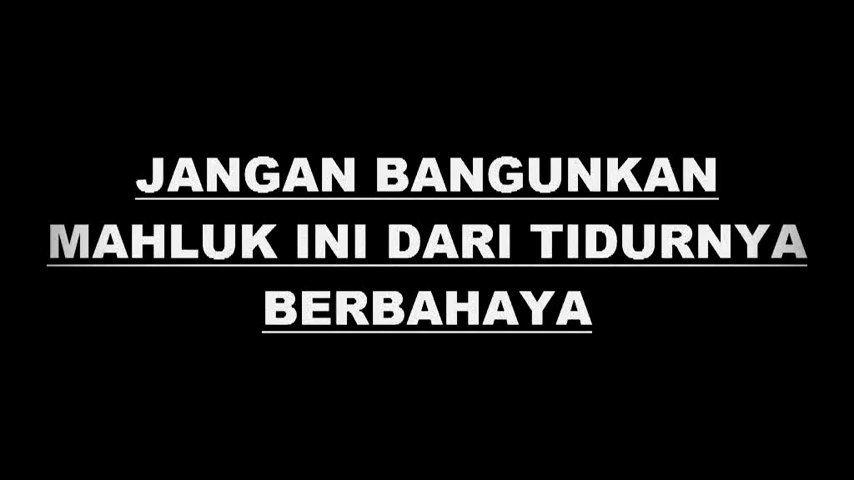 JANGAN BANGUNKAN
MAHLUK INI DARI TIDURNYA
BERBAHAYA